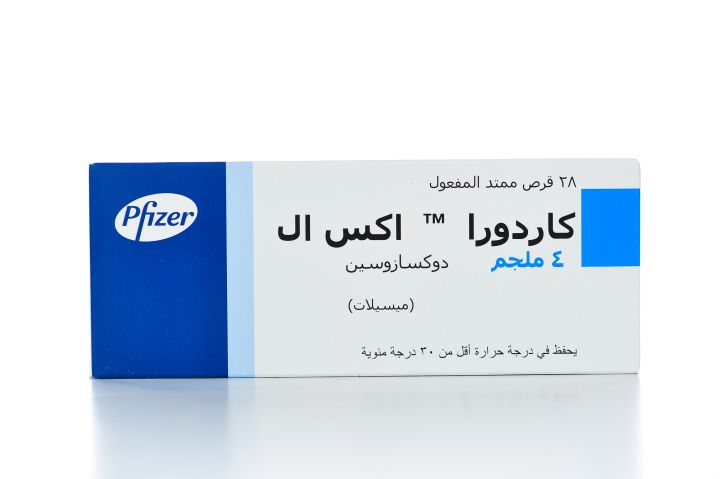 Pfizer
٢٨ قرص ممتد المفعول
كاردورا ™ اكس ال
٤ ملجم دوكسازوسين
(ميسيلات)
يحفظ في درجة حرارة أقل من ٣٠ درجة منوية